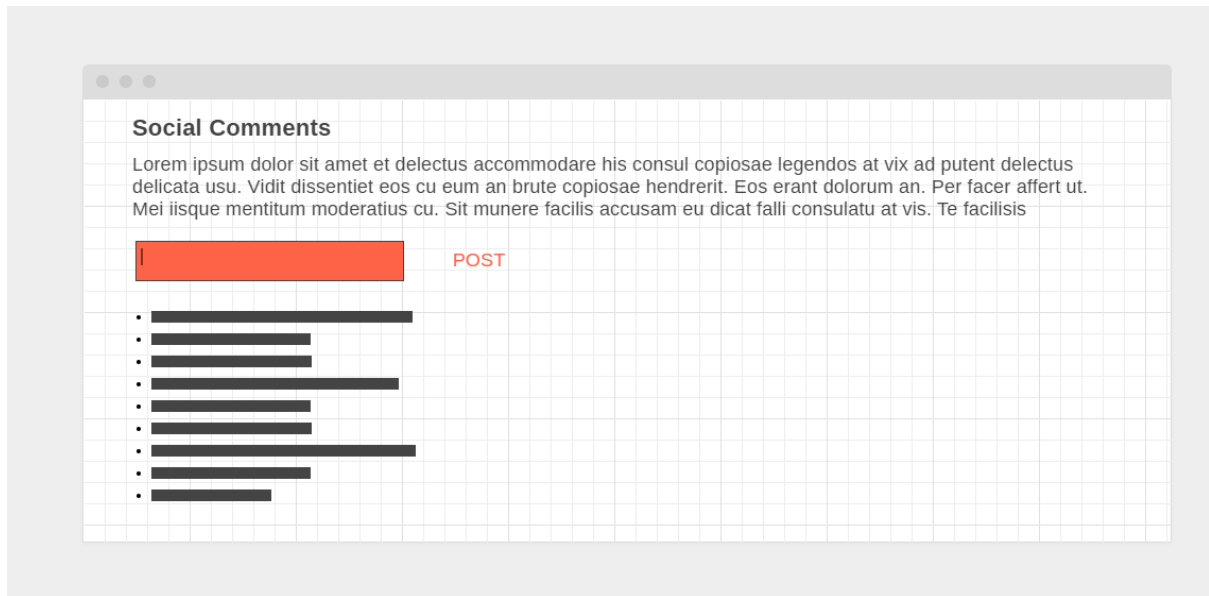 Social Comments
Lorem ipsum dolor sit amet et delectus accommodare his consul copiosae legendos at vix ad putent delectus
delicata usu. Vidit dissentiet eos cu eum an brute copiosae hendrerit. Eos erant dolorum an. Per facer affert ut.
Mei iisque mentitum moderatius cu. Sit munere facilis accusam eu dicat falli consulatu at vis. Te facilisis
POST